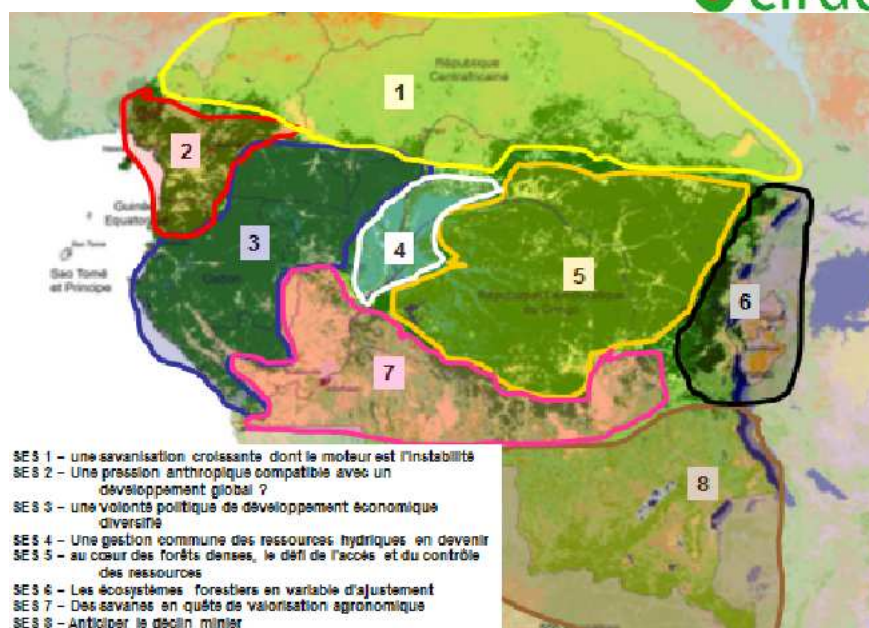 cirad
République
Centrafricaine
1
2
Guinée
Equatoriale
3
4
5
Sao Tomé
et Principe
Gabon
République Démocratique
du Congo
6
7
SES 1 – une savanisation croissante dont le moteur est l'instabilité
SES 2 – Une pression anthropique compatible avec un
développement global ?
SES 3 – une volonté politique de développement économique
diversifié
SES 4 – Une gestion commune des ressources hydriques en devenir
SES 5 – au cœur des forêts denses, le défi de l'accès et du contrôle
des ressources
SES 6 – Les écosystèmes forestiers en variable d'ajustement
SES 7 – Des savanes en quête de valorisation agronomique
SES 8 – Anticiper le déclin minier
8